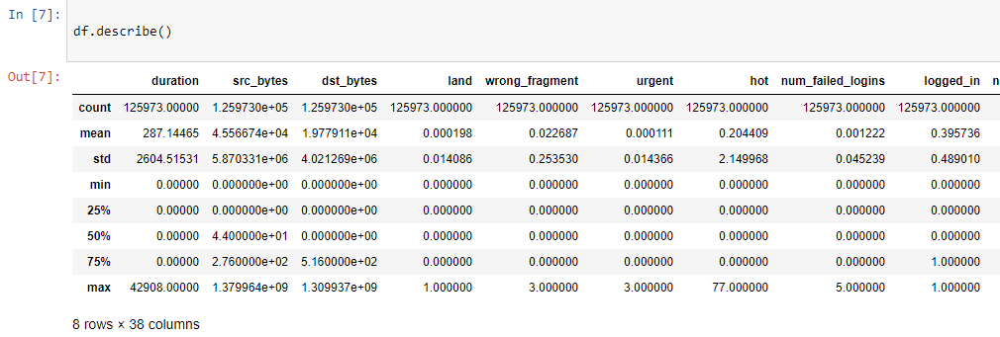 In [7]:
df.describe()
Out[7]:
duration src_bytes dst_bytes land wrong_fragment urgent hot num_failed_logins logged_in n
count 125973.00000 1.259730e+05 1.259730e+05 125973.000000 125973.000000 125973.000000 125973.000000 125973.000000 125973.000000
mean 287.14465 4.556674e+04 1.977911e+04 0.000198 0.022687 0.000111 0.204409 0.001222 0.395736
std 2604.51531 5.870331e+06 4.021269e+06 0.014086 0.253530 0.014366 2.149968 0.045239 0.489010
min 0.00000 0.000000e+00 0.000000e+00 0.000000 0.000000 0.000000 0.000000 0.000000 0.000000
25% 0.00000 0.000000e+00 0.000000e+00 0.000000 0.000000 0.000000 0.000000 0.000000 0.000000
50% 0.00000 4.400000e+01 0.000000e+00 0.000000 0.000000 0.000000 0.000000 0.000000 0.000000
75% 0.00000 2.760000e+02 5.160000e+02 0.000000 0.000000 0.000000 0.000000 0.000000 1.000000
max 42908.00000 1.379964e+09 1.309937e+09 1.000000 3.000000 3.000000 77.000000 5.000000 1.000000
8 rows × 38 columns